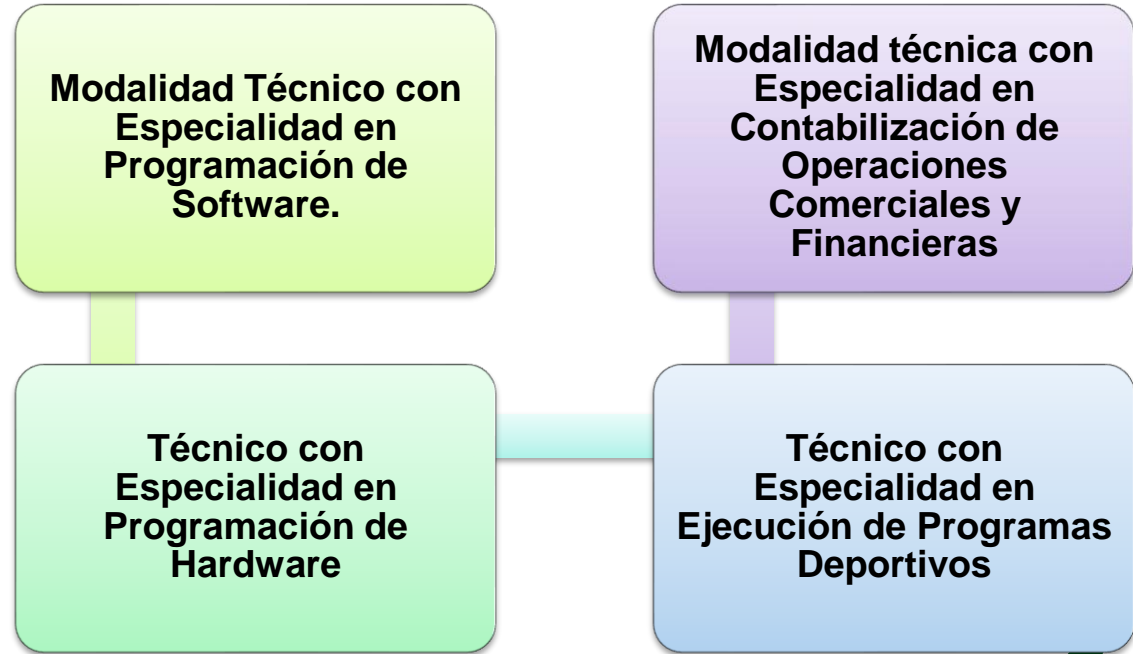 Modalidad Técnico con
Especialidad en
Programación de
Software.
Técnico con
Especialidad en
Programación de
Hardware
Técnico con
Especialidad en
Ejecución de Programas
Deportivos
Modalidad técnica con
Especialidad en
Contabilización de
Operaciones
Comerciales y
Financieras